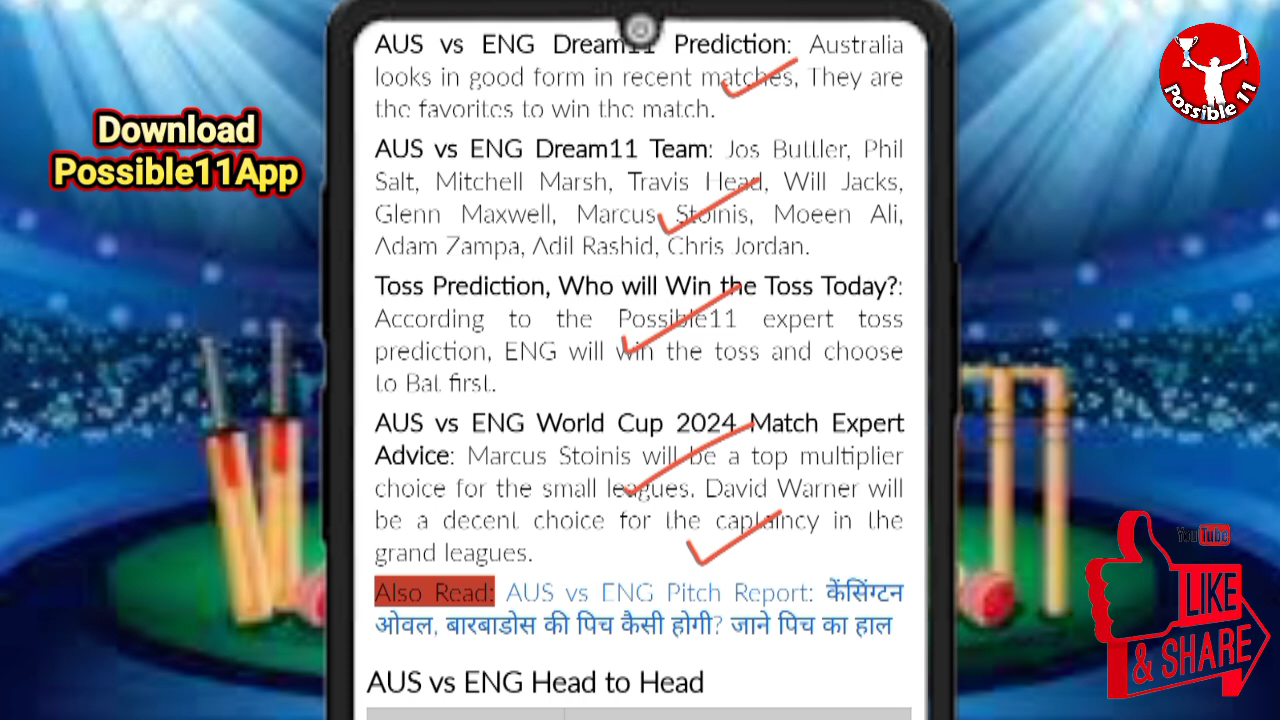 AUS vs ENG Dream11 Prediction: Australia
looks in good form in recent matches, They are
the favorites to win the match.
AUS vs ENG Dream11 Team: Jos Buttler, Phil
Salt, Mitchell Marsh, Travis Head, Will Jacks,
Glenn Maxwell, Marcus Stoinis, Moeen Ali,
Adam Zampa, Adil Rashid, Chris Jordan.
Toss Prediction, Who will Win the Toss Today?:
According to the Possible11 expert toss
prediction, ENG will win the toss and choose
to Bat first.
AUS vs ENG World Cup 2024 Match Expert
Advice: Marcus Stoinis will be a top multiplier
choice for the small leagues. David Warner will
be a decent choice for the captaincy in the
grand leagues.
Also Read: AUS vs ENG Pitch Report: केंसिंग्टन
ओवल, बारबाडोस की पिच कैसी होगी? जाने पिच का हाल
AUS vs ENG Head to Head
Download
Possible11App
Possible 11
YouTube
LIKE
& SHARE